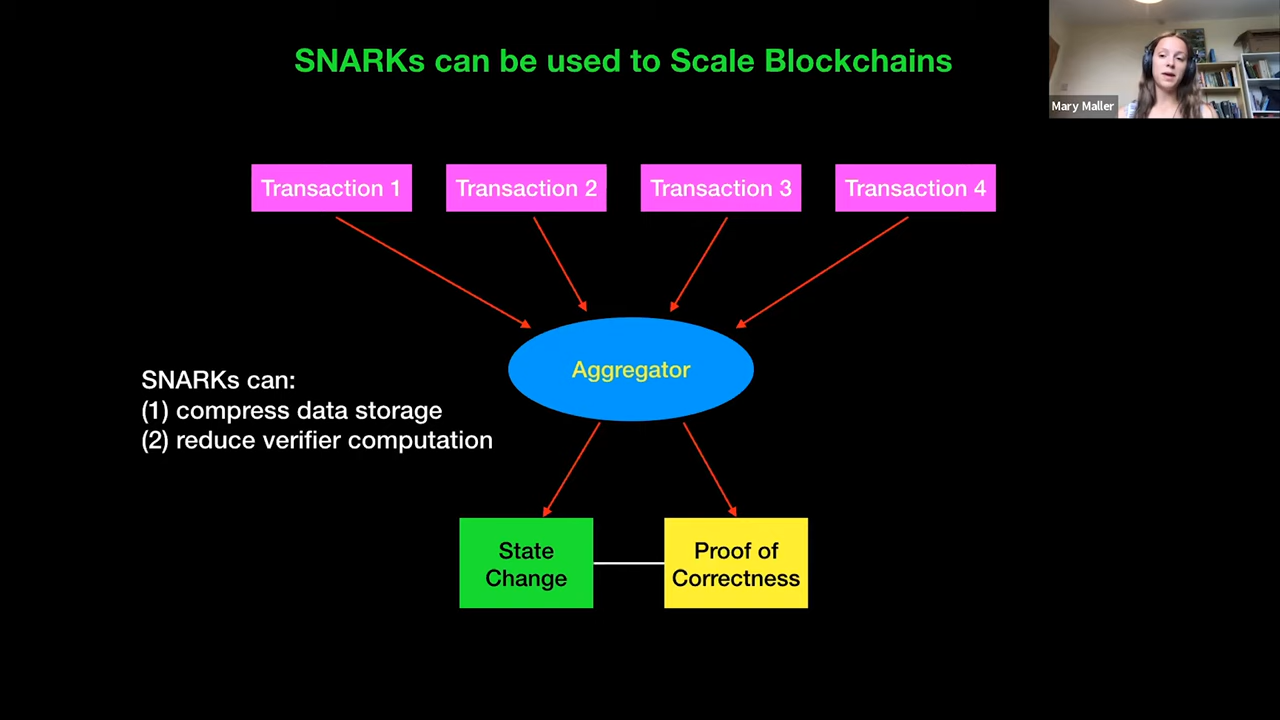 SNARKs can be used to Scale Blockchains
Mary Maller
Transaction 1
Transaction 2
Transaction 3
Transaction 4
Aggregator
SNARKs can:
(1) compress data storage
(2) reduce verifier computation
State
Change
Proof of
Correctness